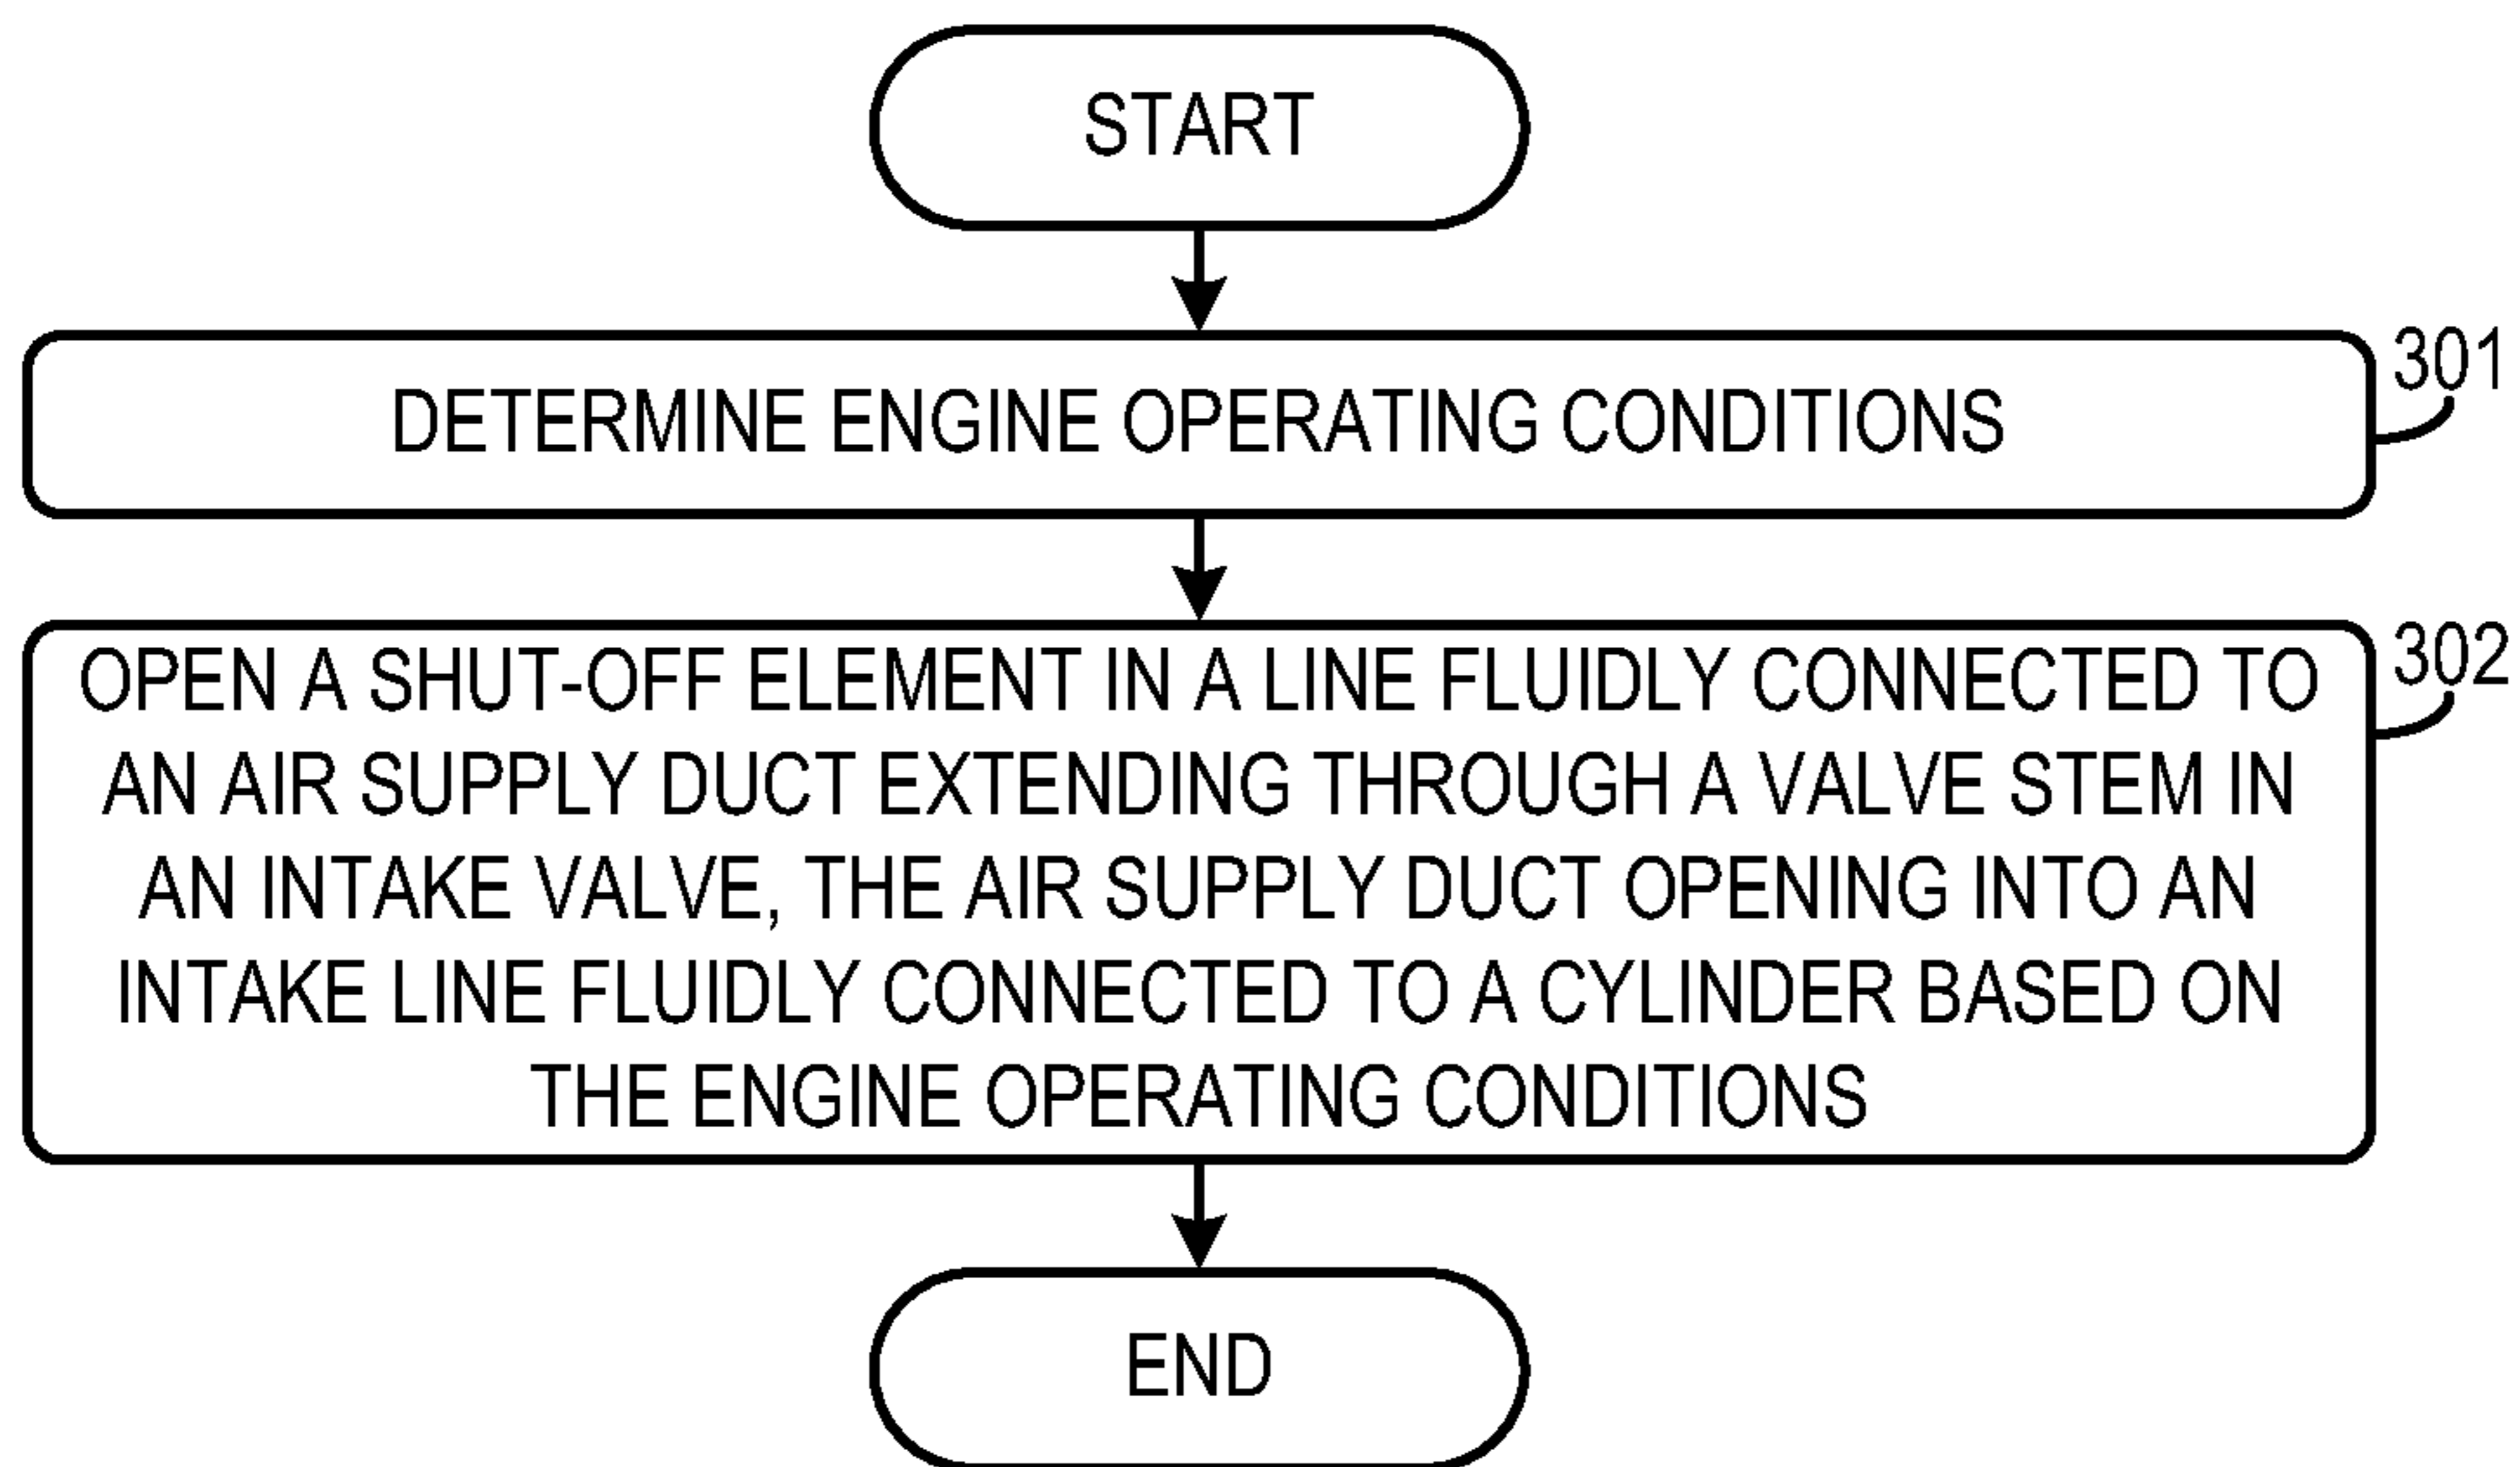 START
DETERMINE ENGINE OPERATING CONDITIONS
301
OPEN A SHUT-OFF ELEMENT IN A LINE FLUIDLY CONNECTED TO
AN AIR SUPPLY DUCT EXTENDING THROUGH A VALVE STEM IN
AN INTAKE VALVE, THE AIR SUPPLY DUCT OPENING INTO AN
INTAKE LINE FLUIDLY CONNECTED TO A CYLINDER BASED ON
THE ENGINE OPERATING CONDITIONS
302
END